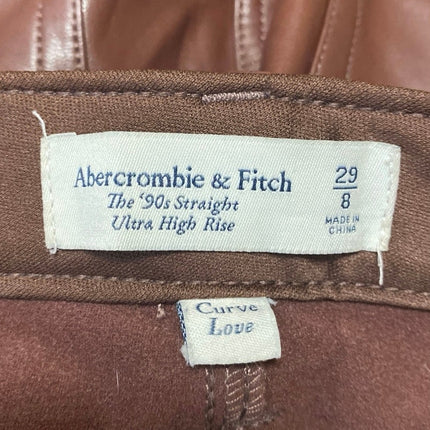 Abercrombie & Fitch
The '90s Straight
Ultra High Rise
29
8
MADE IN
CHINA
Curve
Love